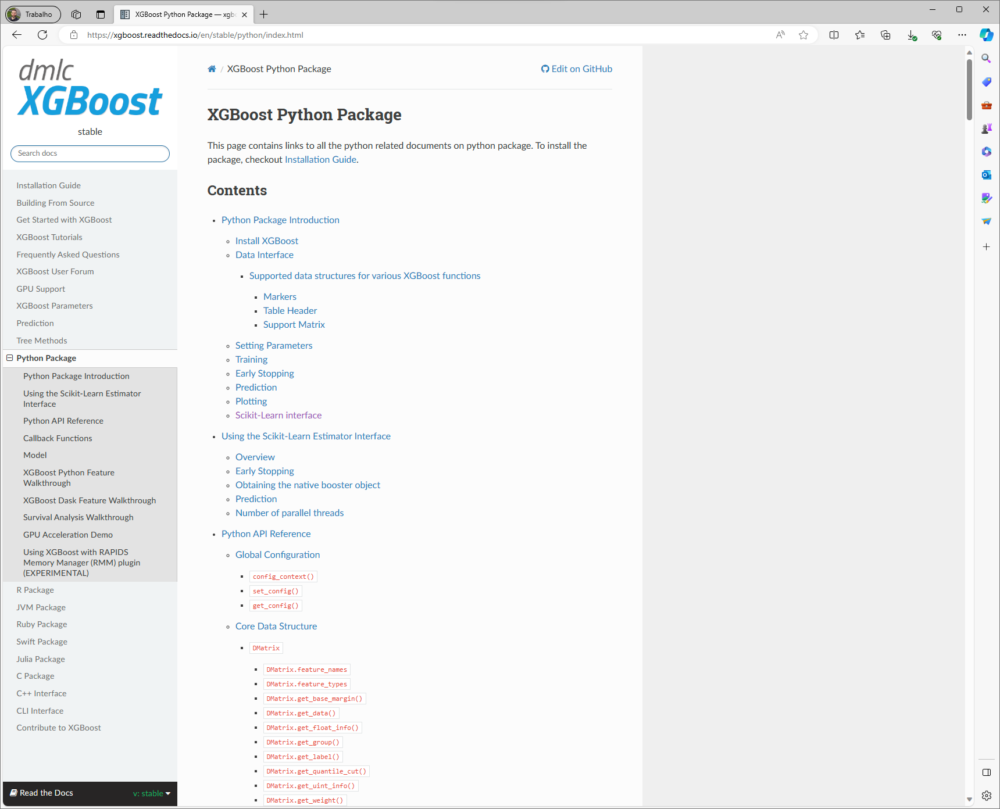 Trabalho
XGBoost Python Package — xgb
https://xgboost.readthedocs.io/en/stable/python/index.html
dmlc
XGBoost
stable
Search docs
Installation Guide
Building From Source
Get Started with XGBoost
XGBoost Tutorials
Frequently Asked Questions
XGBoost User Forum
GPU Support
XGBoost Parameters
Prediction
Tree Methods
Python Package
Python Package Introduction
Using the Scikit-Learn Estimator
Interface
Python API Reference
Callback Functions
Model
XGBoost Python Feature
Walkthrough
XGBoost Dask Feature Walkthrough
Survival Analysis Walkthrough
GPU Acceleration Demo
Using XGBoost with RAPIDS
Memory Manager (RMM) plugin
(EXPERIMENTAL)
R Package
JVM Package
Ruby Package
Swift Package
Julia Package
C Package
C++ Interface
CLI Interface
Contribute to XGBoost
Read the Docs
v: stable
/ XGBoost Python Package
Edit on GitHub
XGBoost Python Package
This page contains links to all the python related documents on python package. To install the
package, checkout Installation Guide.
Contents
Python Package Introduction
Install XGBoost
Data Interface
Supported data structures for various XGBoost functions
Markers
Table Header
Support Matrix
Setting Parameters
Training
Early Stopping
Prediction
Plotting
Scikit-Learn interface
Using the Scikit-Learn Estimator Interface
Overview
Early Stopping
Obtaining the native booster object
Prediction
Number of parallel threads
Python API Reference
Global Configuration
config_context()
set_config()
get_config()
Core Data Structure
DMatrix
DMatrix.feature_names
DMatrix.feature_types
DMatrix.get_base_margin()
DMatrix.get_data()
DMatrix.get_float_info()
DMatrix.get_group()
DMatrix.get_label()
DMatrix.get_quantile_cut()
DMatrix.get_uint_info()
DMatrix.get_weight()